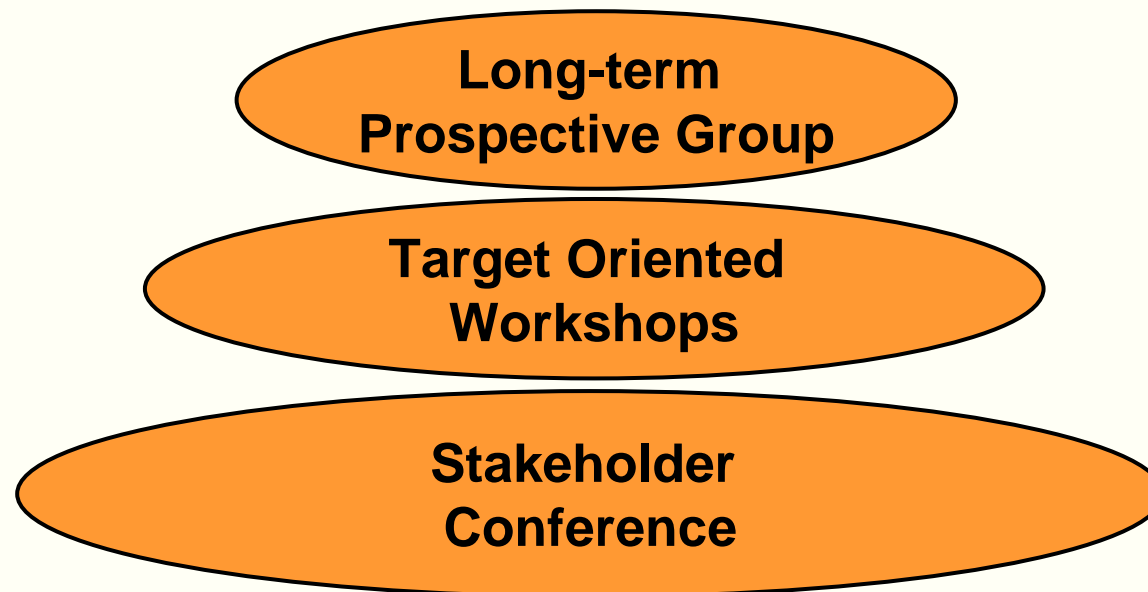 Long-term
Prospective Group
Target Oriented
Workshops
Stakeholder
Conference